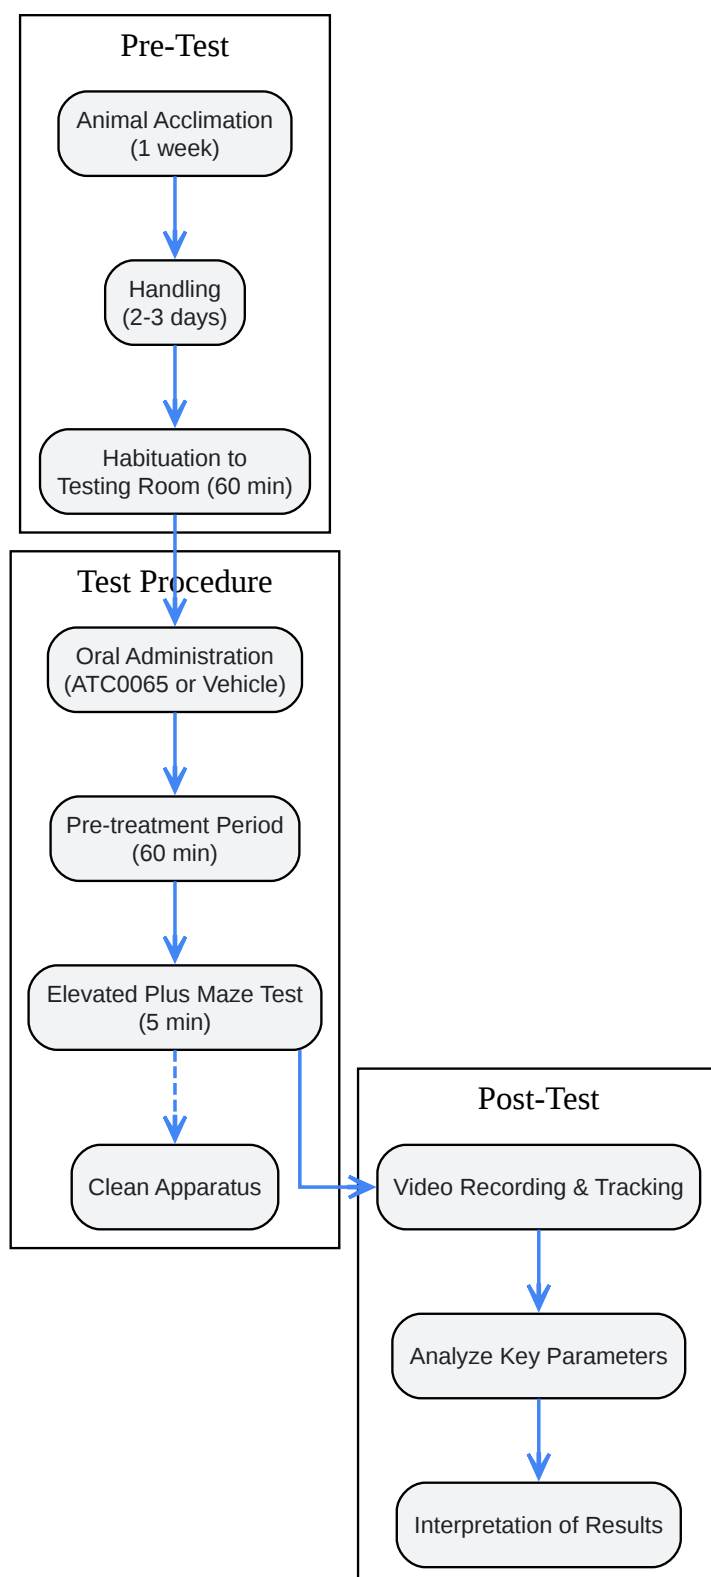 Pre-Test
Animal Acclimation
(1 week)
Handling
(2-3 days)
Habituation to
Testing Room (60 min)
Test Procedure
Oral Administration
(ATC0065 or Vehicle)
Pre-treatment Period
(60 min)
Elevated Plus Maze Test
(5 min)
Clean Apparatus
Post-Test
Video Recording & Tracking
Analyze Key Parameters
Interpretation of Results